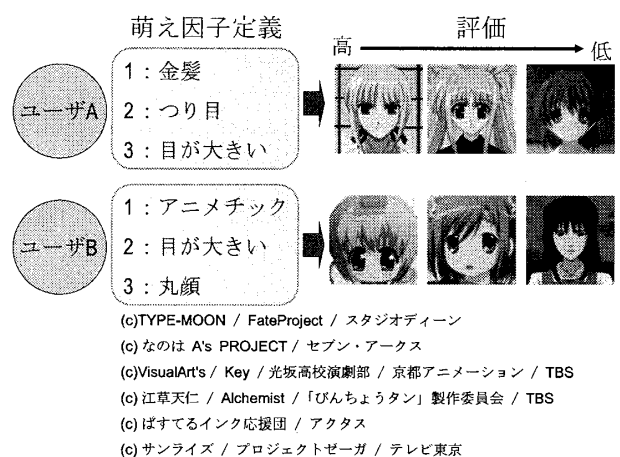 萌え因子定義
評価
高
低
ユーザA
1：金髪
2：つり目
3：目が大きい
ユーザB
1：アニメチック
2：目が大きい
3：丸顔
(c)TYPE-MOON / FateProject / スタジオディーン
(c) なのは A's PROJECT / セブン・アークス
(c)VisualArt's / Key / 光坂高校演劇部 / 京都アニメーション / TBS
(c) 江草天仁 / Alchemist / 「びんちょうタン」製作委員会 / TBS
(c) ぱすてるインク応援団 / アクタス
(c) サンライズ / プロジェクトゼーガ / テレビ東京